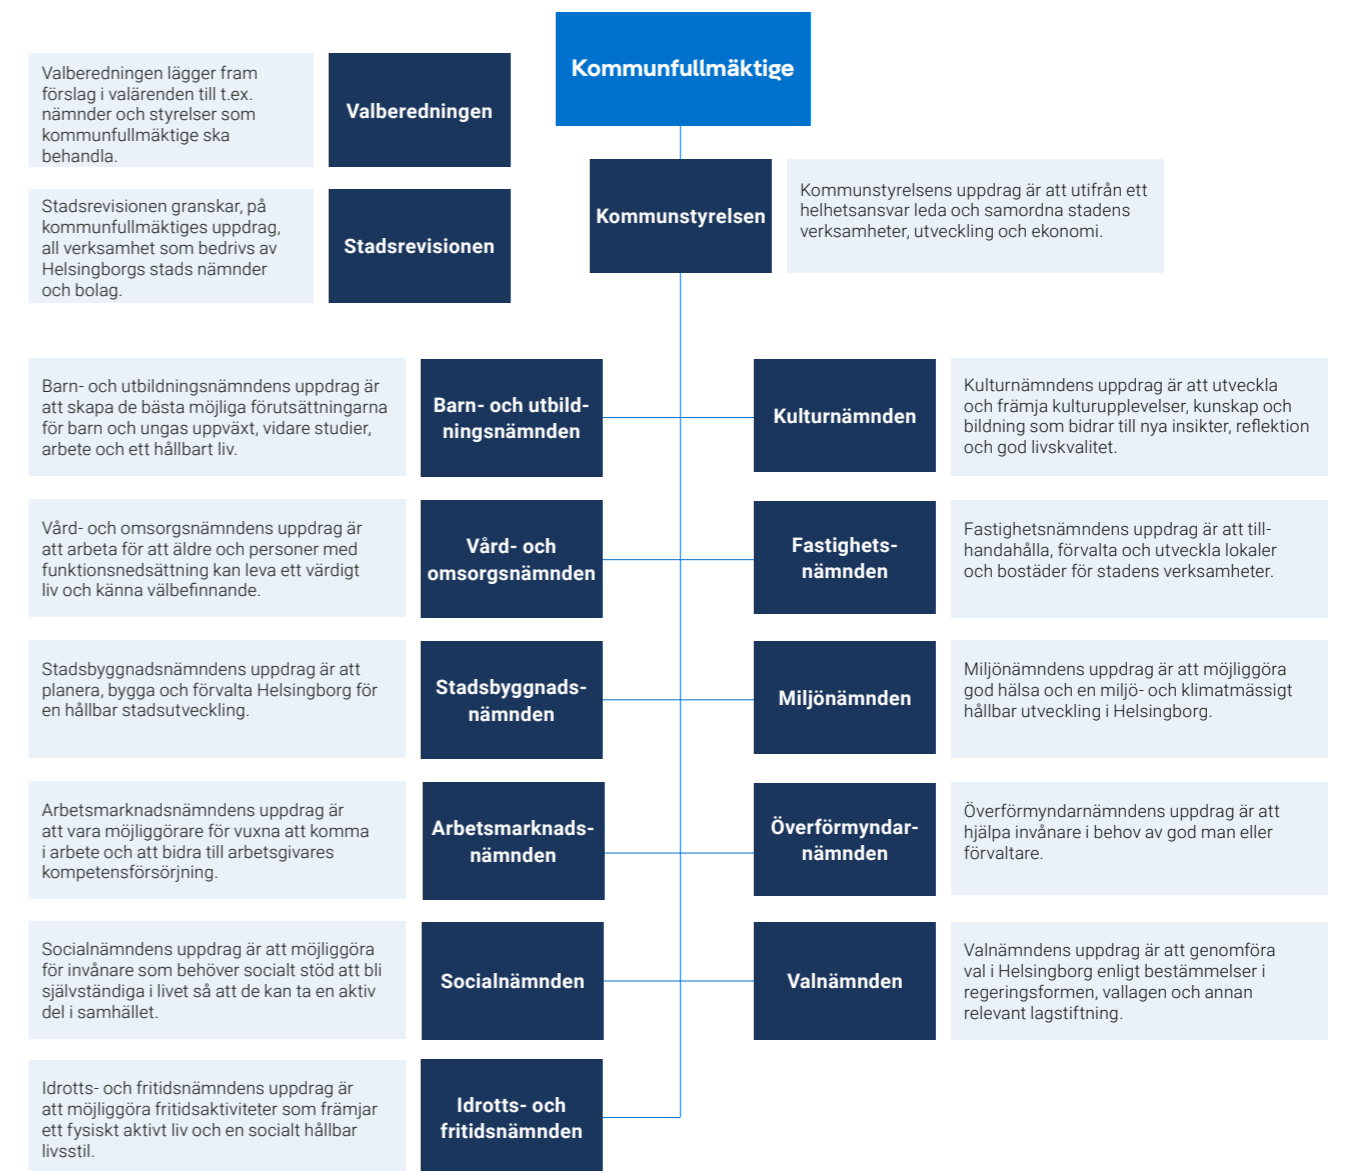 Kommunfullmäktige
Valberedningen lägger fram
förslag i valärenden till t.ex.
nämnder och styrelser som
kommunfullmäktige ska
behandla.
Valberedningen
Kommunstyrelsen
Kommunstyrelsens uppdrag är att utifrån ett
helhetsansvar leda och samordna stadens
verksamheter, utveckling och ekonomi.
Stadsrevisionen granskar, på
kommunfullmäktiges uppdrag,
all verksamhet som bedrivs av
Helsingborgs stads nämnder
och bolag.
Stadsrevisionen
Barn- och utbildningsnämndens uppdrag är
att skapa de bästa möjliga förutsättningarna
för barn och ungas uppväxt, vidare studier,
arbete och ett hållbart liv.
Barn- och utbild-
ningsnämnden
Kulturnämnden
Kulturnämndens uppdrag är att utveckla
och främja kulturupplevelser, kunskap och
bildning som bidrar till nya insikter, reflektion
och god livskvalitet.
Vård- och omsorgsnämndens uppdrag är
att arbeta för att äldre och personer med
funktionsnedsättning kan leva ett värdigt
liv och känna välbefinnande.
Vård- och
omsorgsnämnden
Fastighets-
nämnden
Fastighetsnämndens uppdrag är att till-
handahålla, förvalta och utveckla lokaler
och bostäder för stadens verksamheter.
Stadsbyggnadsnämndens uppdrag är att
planera, bygga och förvalta Helsingborg för
en hållbar stadsutveckling.
Stadsbyggnads-
nämnden
Miljönämnden
Miljönämndens uppdrag är att möjliggöra
god hälsa och en miljö- och klimatmässigt
hållbar utveckling i Helsingborg.
Arbetsmarknadsnämndens uppdrag är
att vara möjliggörare för vuxna att komma
i arbete och att bidra till arbetsgivares
kompetensförsörjning.
Arbetsmarknads-
nämnden
Överförmyndar-
nämnden
Överförmyndarnämndens uppdrag är att
hjälpa invånare i behov av god man eller
förvaltare.
Socialnämndens uppdrag är att möjliggöra
för invånare som behöver socialt stöd att bli
självständiga i livet så att de kan ta en aktiv
del i samhället.
Socialnämnden
Valnämnden
Valnämndens uppdrag är att genomföra
val i Helsingborg enligt bestämmelser i
regeringsformen, vallagen och annan
relevant lagstiftning.
Idrotts- och fritidsnämndens uppdrag är
att möjliggöra fritidsaktiviteter som främjar
ett fysiskt aktivt liv och en socialt hållbar
livsstil.
Idrotts- och
fritidsnämnden